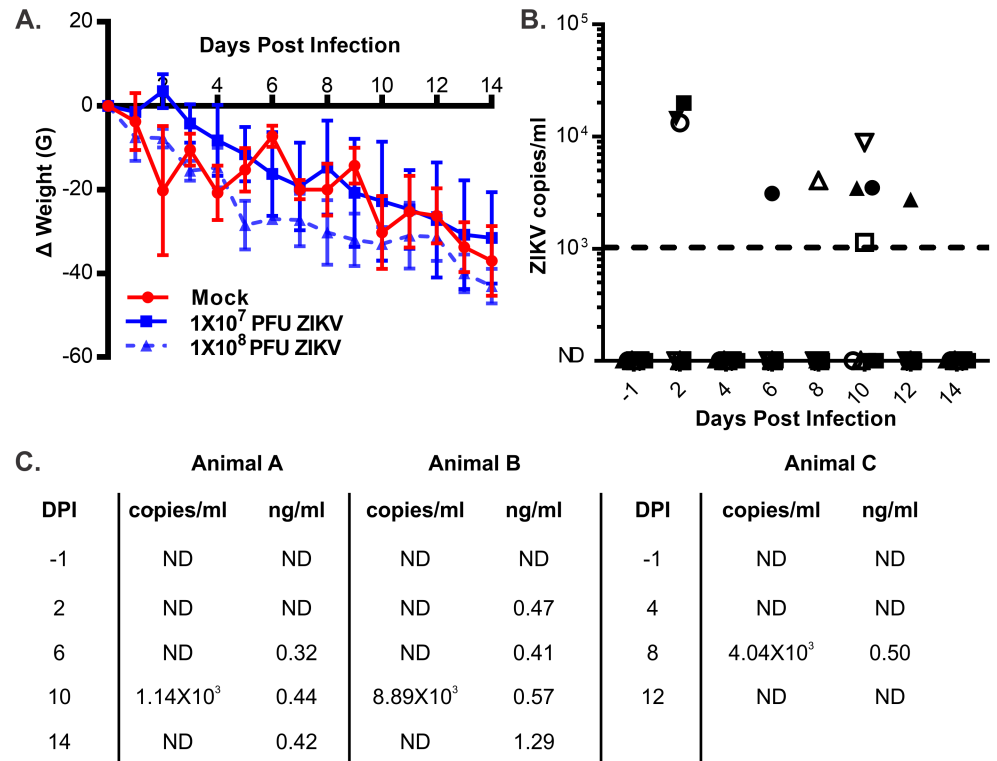 A.
20
0
-20
-40
-60
Δ Weight (G)
Days Post Infection
2 4 6 8 10 12 14
Mock
1X10⁷ PFU ZIKV
1X10⁸ PFU ZIKV
B.
10⁵
10⁴
10³
ND
ZIKV copies/ml
-1 2 4 6 8 10 12 14
Days Post Infection
C.
Animal A Animal B Animal C
DPI copies/ml ng/ml copies/ml ng/ml DPI copies/ml ng/ml
-1 ND ND ND ND -1 ND ND
2 ND ND ND 0.47 4 ND ND
6 ND 0.32 ND 0.41 8 4.04X10³ 0.50
10 1.14X10³ 0.44 8.89X10³ 0.57 12 ND ND
14 ND 0.42 ND 1.29